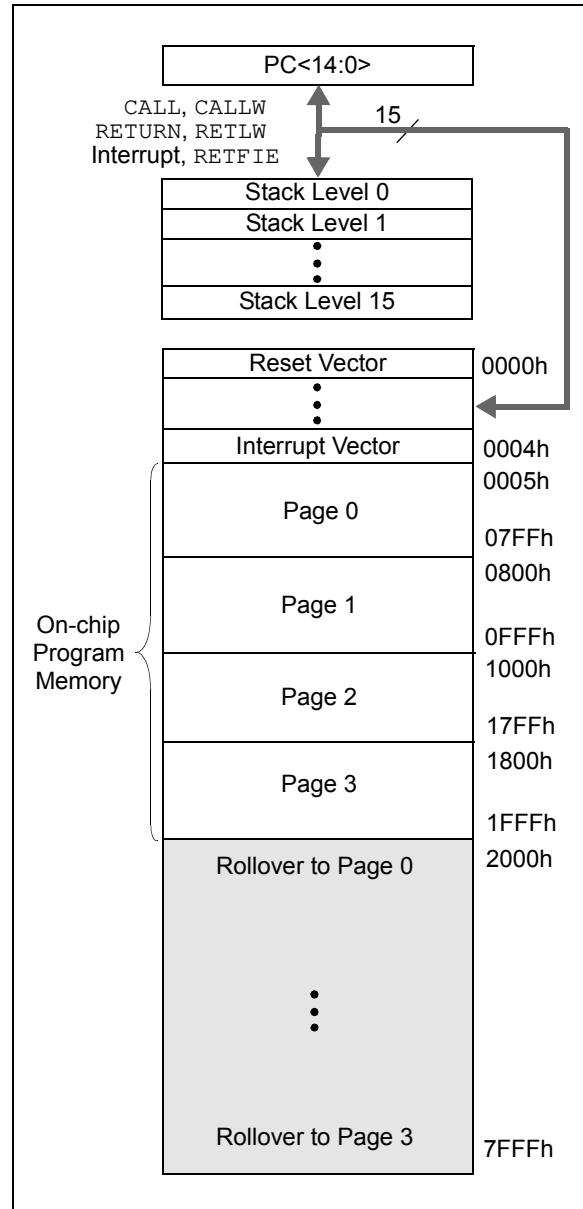 PC<14:0>
CALL, CALLW
RETURN, RETLW
Interrupt, RETFIE
15
Stack Level 0
Stack Level 1
Stack Level 15
Reset Vector
0000h
Interrupt Vector
0004h
0005h
Page 0
07FFh
0800h
Page 1
0FFFh
On-chip
Program
Memory
1000h
Page 2
17FFh
1800h
Page 3
1FFFh
Rollover to Page 0
2000h
Rollover to Page 3
7FFFh